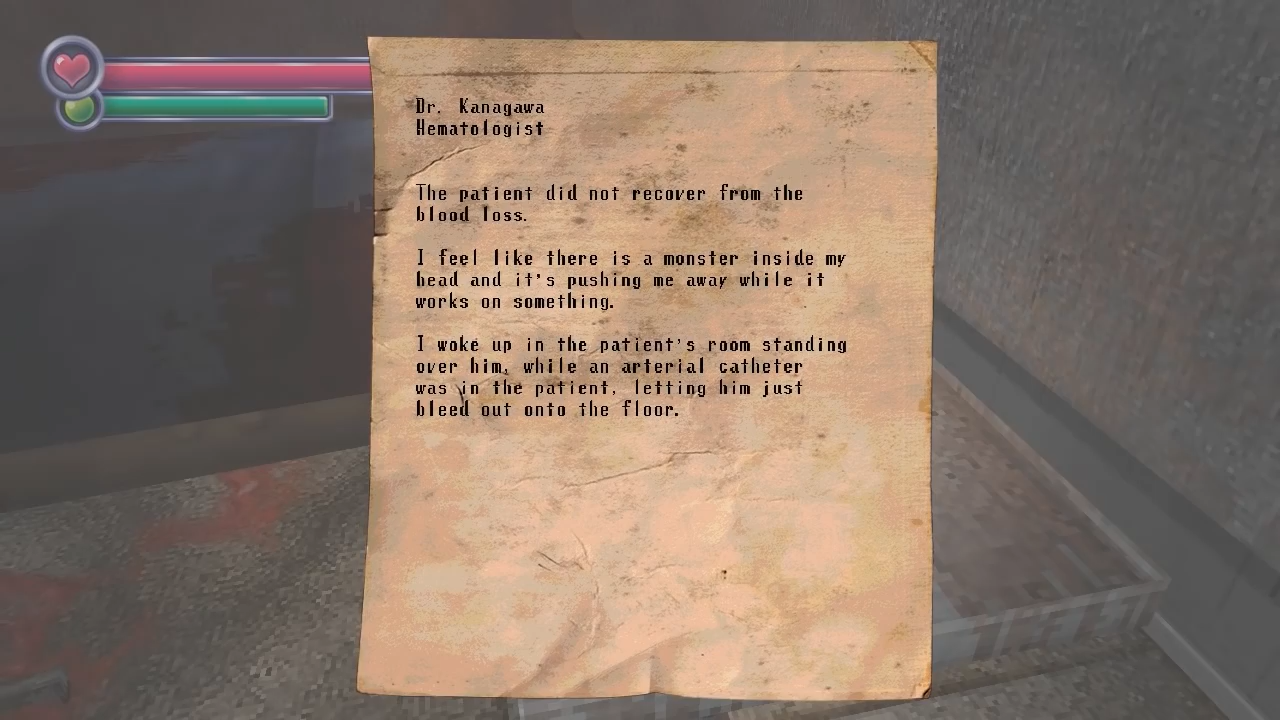 Dr. Kanagawa
Hematologist
The patient did not recover from the
blood loss.
I feel like there is a monster inside my
head and it's pushing me away while it
works on something.
I woke up in the patient's room standing
over him, while an arterial catheter
was in the patient, letting him just
bleed out onto the floor.